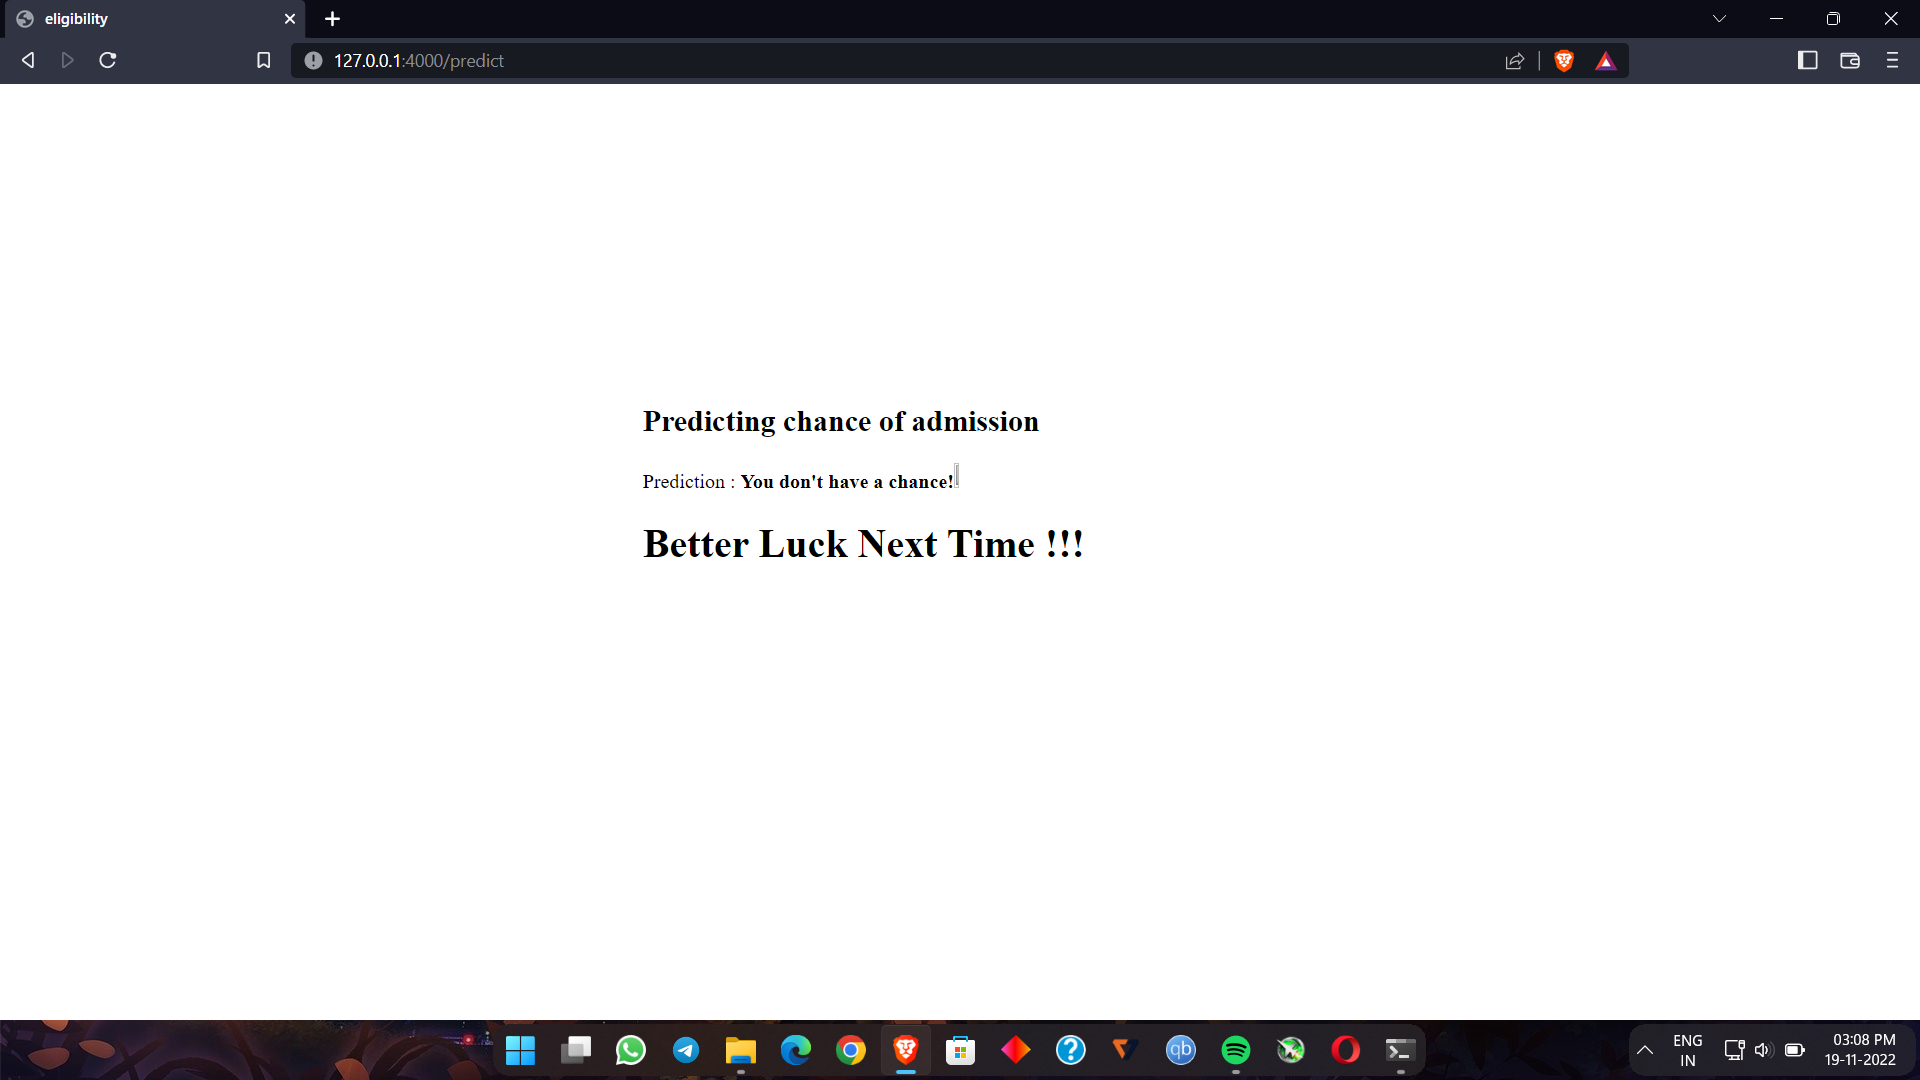 eligibility
127.0.0.1:4000/predict
Predicting chance of admission
Prediction : You don't have a chance!
Better Luck Next Time !!!
qb
ENG
IN
03:08 PM
19-11-2022